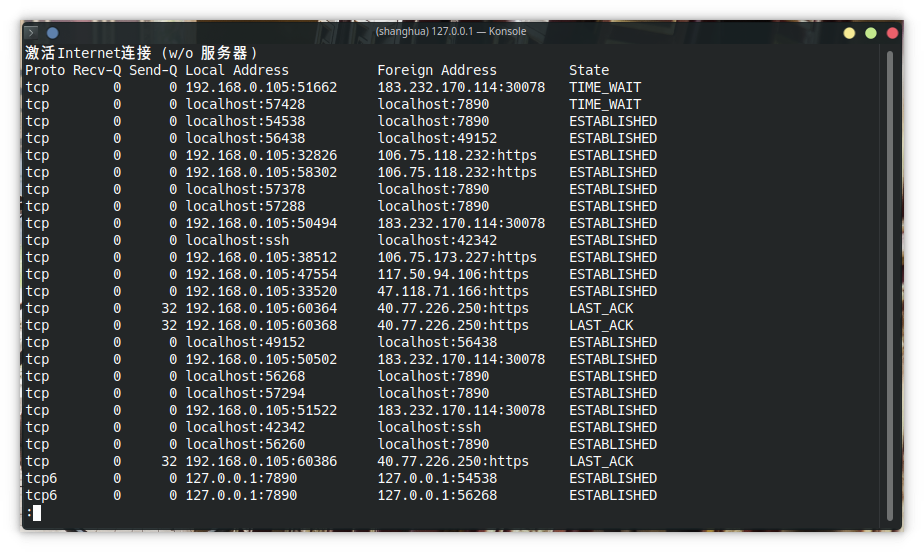 (shanghua) 127.0.0.1 — Konsole
激活Internet连接 (w/o 服务器)
Proto Recv-Q Send-Q Local Address           Foreign Address         State
tcp        0      0 192.168.0.105:51662     183.232.170.114:30078   TIME_WAIT
tcp        0      0 localhost:57428         localhost:7890          TIME_WAIT
tcp        0      0 localhost:54538         localhost:7890          ESTABLISHED
tcp        0      0 localhost:56438         localhost:49152         ESTABLISHED
tcp        0      0 192.168.0.105:32826     106.75.118.232:https    ESTABLISHED
tcp        0      0 192.168.0.105:58302     106.75.118.232:https    ESTABLISHED
tcp        0      0 localhost:57378         localhost:7890          ESTABLISHED
tcp        0      0 localhost:57288         localhost:7890          ESTABLISHED
tcp        0      0 192.168.0.105:50494     183.232.170.114:30078   ESTABLISHED
tcp        0      0 localhost:ssh           localhost:42342         ESTABLISHED
tcp        0      0 192.168.0.105:38512     106.75.173.227:https    ESTABLISHED
tcp        0      0 192.168.0.105:47554     117.50.94.106:https     ESTABLISHED
tcp        0      0 192.168.0.105:33520     47.118.71.166:https     ESTABLISHED
tcp        0     32 192.168.0.105:60364     40.77.226.250:https     LAST_ACK
tcp        0     32 192.168.0.105:60368     40.77.226.250:https     LAST_ACK
tcp        0      0 localhost:49152         localhost:56438         ESTABLISHED
tcp        0      0 192.168.0.105:50502     183.232.170.114:30078   ESTABLISHED
tcp        0      0 localhost:56268         localhost:7890          ESTABLISHED
tcp        0      0 localhost:57294         localhost:7890          ESTABLISHED
tcp        0      0 192.168.0.105:51522     183.232.170.114:30078   ESTABLISHED
tcp        0      0 localhost:42342         localhost:ssh           ESTABLISHED
tcp        0      0 localhost:56260         localhost:7890          ESTABLISHED
tcp        0     32 192.168.0.105:60386     40.77.226.250:https     LAST_ACK
tcp6       0      0 127.0.0.1:7890          127.0.0.1:54538         ESTABLISHED
tcp6       0      0 127.0.0.1:7890          127.0.0.1:56268         ESTABLISHED
: